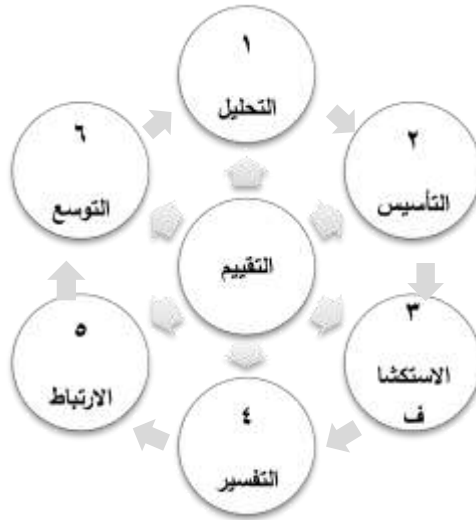 ١
التحليل
٢
التأسيس
٣
الاستكشا
ف
٤
التفسير
٥
الارتباط
٦
التوسع
التقييم